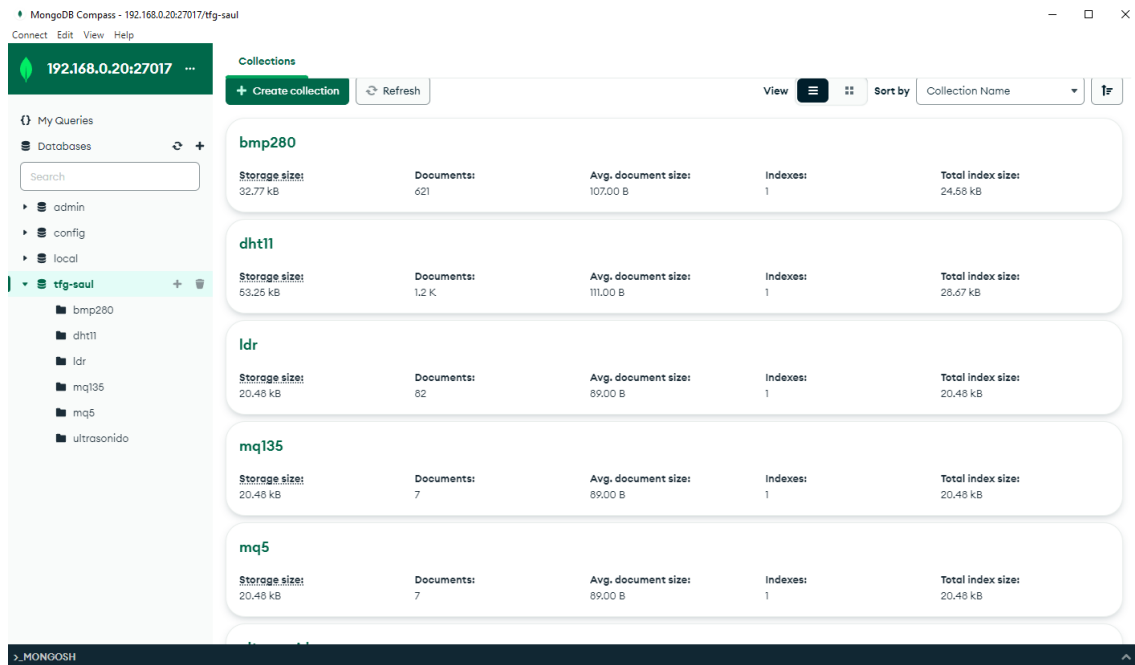 MongoDB Compass - 192.168.0.20:27017/tfg-saul
Connect Edit View Help
192.168.0.20:27017 ...
Collections
+ Create collection
Refresh
View
Sort by
Collection Name
{} My Queries
Databases
Search
admin
config
local
tfg-saul
bmp280
dht11
ldr
mq135
mq5
ultrasonido
bmp280
Storage size: Documents: Avg. document size: Indexes: Total index size:
32.77 kB 621 107.00 B 1 24.58 kB
dht11
Storage size: Documents: Avg. document size: Indexes: Total index size:
53.25 kB 1.2 K 111.00 B 1 28.67 kB
ldr
Storage size: Documents: Avg. document size: Indexes: Total index size:
20.48 kB 82 89.00 B 1 20.48 kB
mq135
Storage size: Documents: Avg. document size: Indexes: Total index size:
20.48 kB 7 89.00 B 1 20.48 kB
mq5
Storage size: Documents: Avg. document size: Indexes: Total index size:
20.48 kB 7 89.00 B 1 20.48 kB
>_MONGOSH